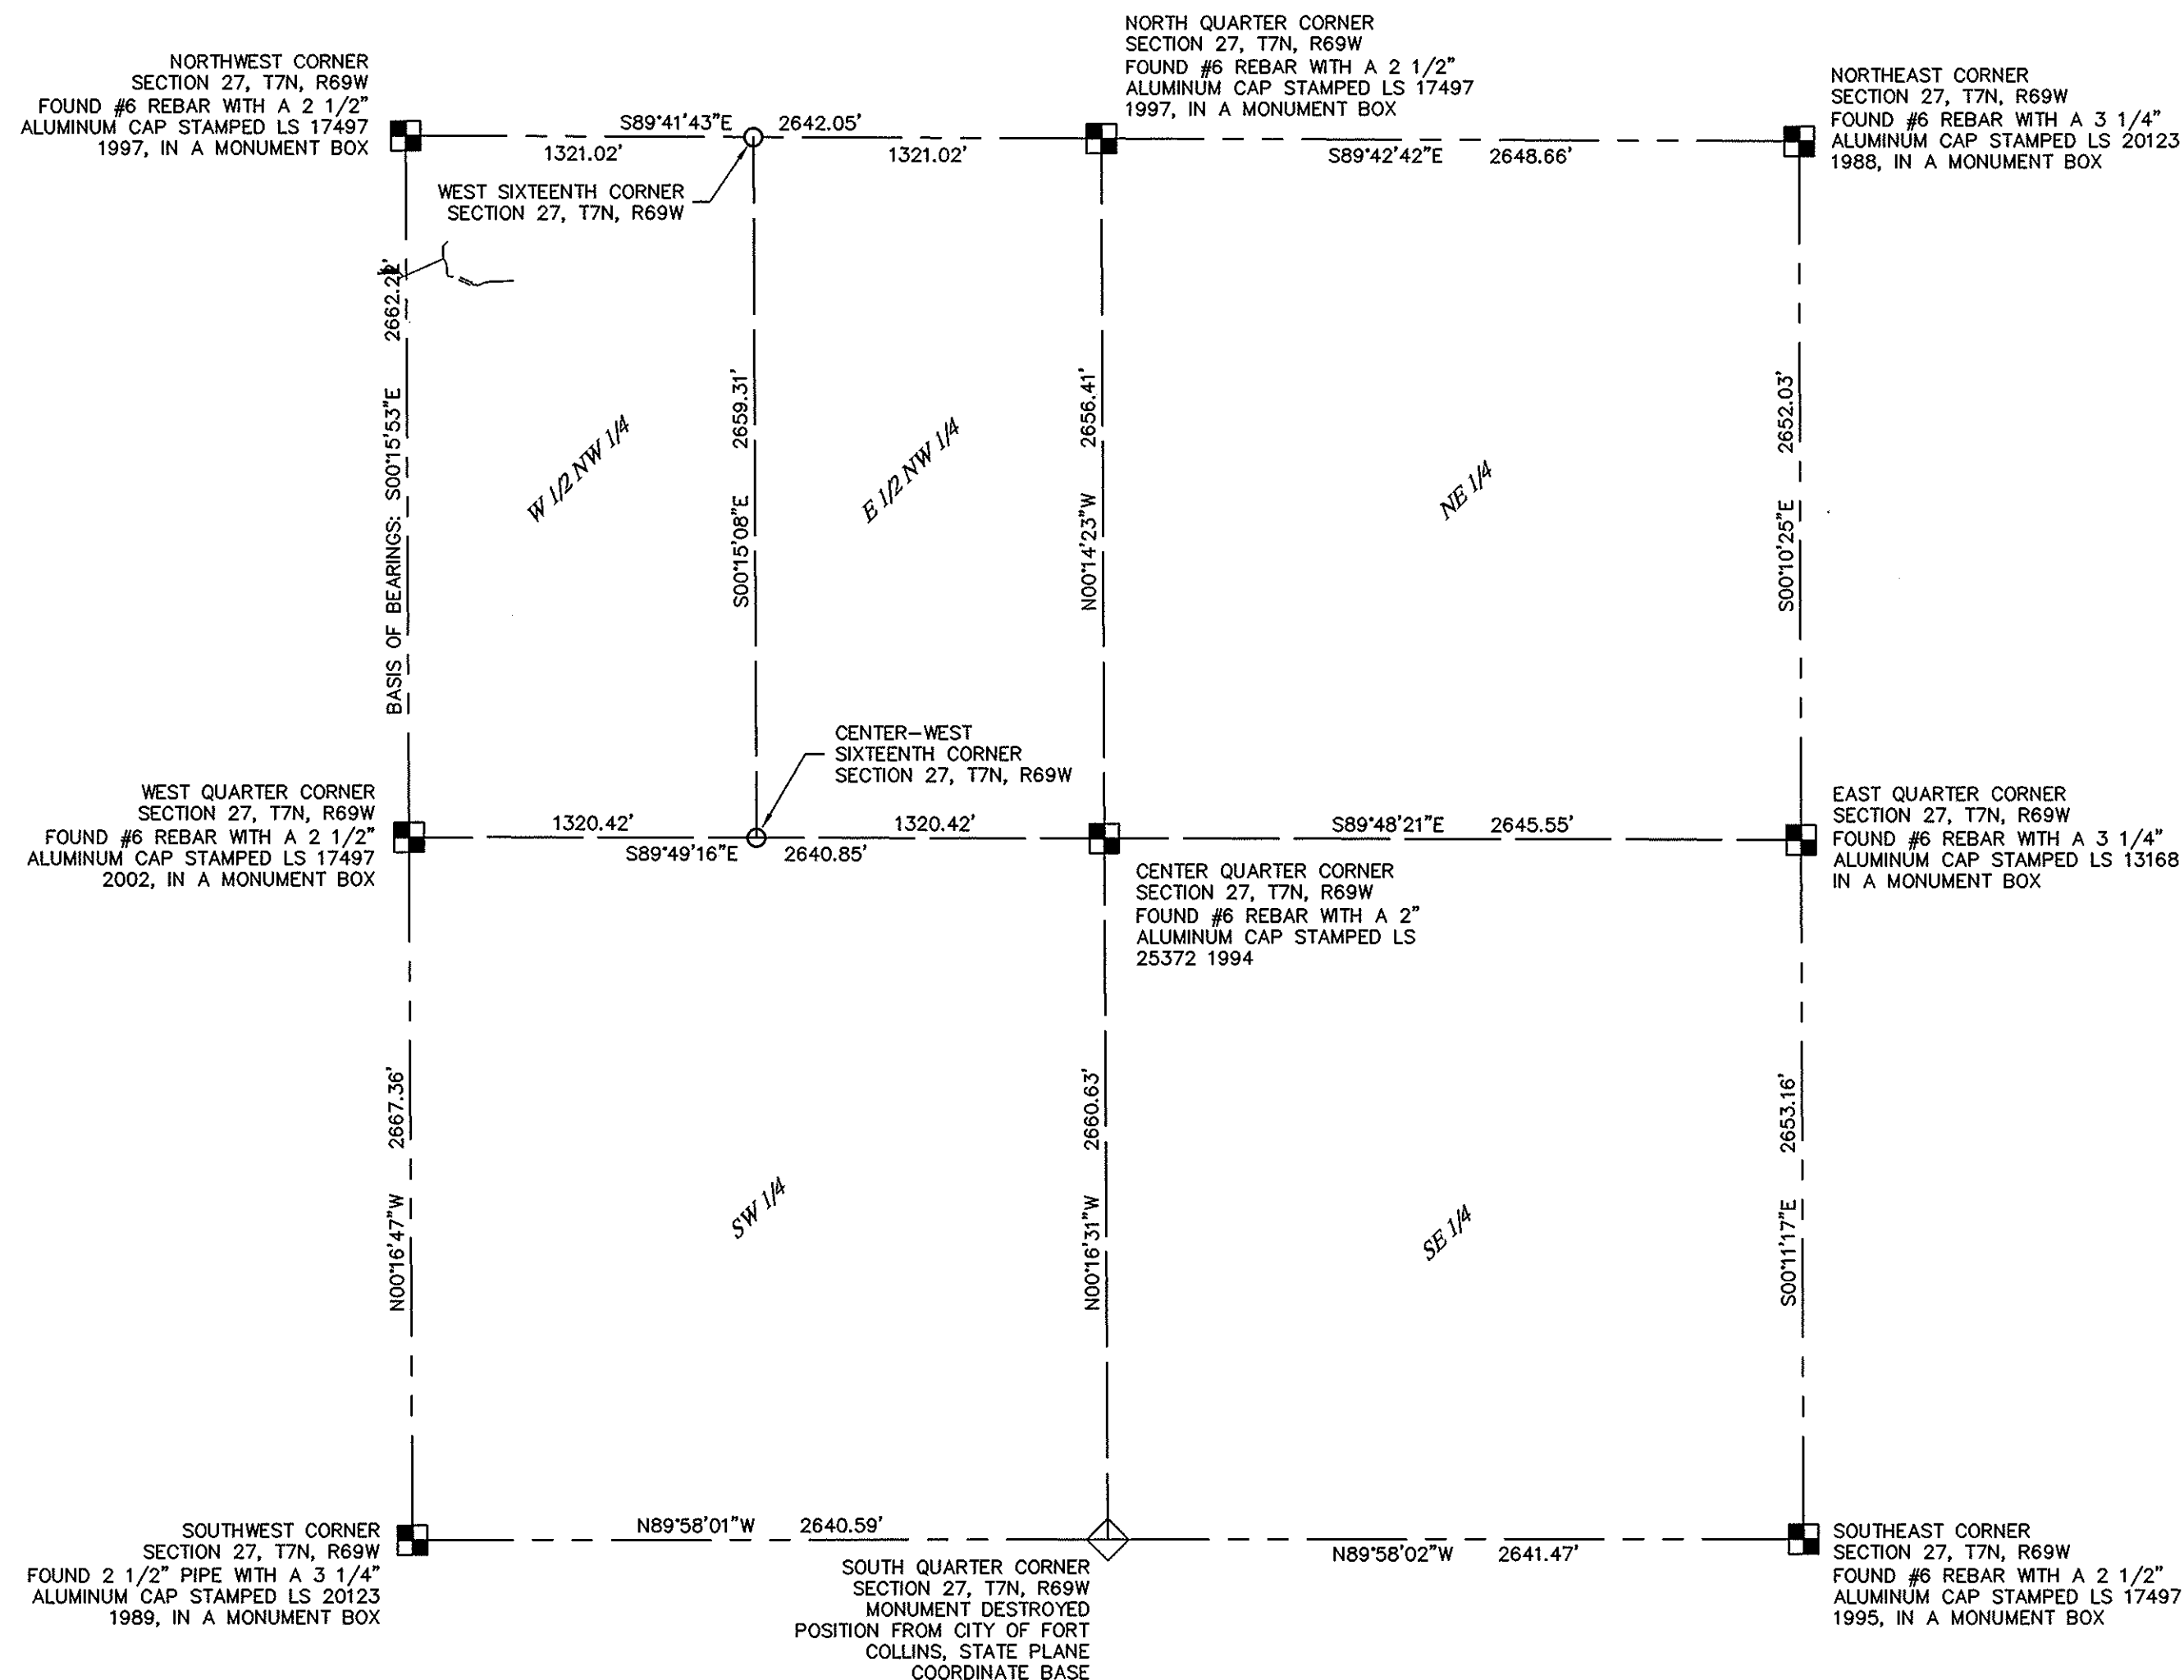 NORTHWEST CORNER
SECTION 27, T7N, R69W
FOUND #6 REBAR WITH A 2 1/2"
ALUMINUM CAP STAMPED LS 17497
1997, IN A MONUMENT BOX
NORTH QUARTER CORNER
SECTION 27, T7N, R69W
FOUND #6 REBAR WITH A 2 1/2"
ALUMINUM CAP STAMPED LS 17497
1997, IN A MONUMENT BOX
NORTHEAST CORNER
SECTION 27, T7N, R69W
FOUND #6 REBAR WITH A 3 1/4"
ALUMINUM CAP STAMPED LS 20123
1988, IN A MONUMENT BOX
S89°41'43"E 2642.05'
1321.02' 1321.02'
S89°42'42"E 2648.66'
WEST SIXTEENTH CORNER
SECTION 27, T7N, R69W
BASIS OF BEARINGS: S00°15'53"E
S00°15'08"E 2659.31'
N00°14'23"W 2656.41'
S00°10'25"E 2652.03'
W 1/2 NW 1/4
E 1/2 NW 1/4
NE 1/4
CENTER-WEST
SIXTEENTH CORNER
SECTION 27, T7N, R69W
WEST QUARTER CORNER
SECTION 27, T7N, R69W
FOUND #6 REBAR WITH A 2 1/2"
ALUMINUM CAP STAMPED LS 17497
2002, IN A MONUMENT BOX
1320.42' 1320.42'
S89°49'16"E 2640.85'
S89°48'21"E 2645.55'
CENTER QUARTER CORNER
SECTION 27, T7N, R69W
FOUND #6 REBAR WITH A 2"
ALUMINUM CAP STAMPED LS
25372 1994
EAST QUARTER CORNER
SECTION 27, T7N, R69W
FOUND #6 REBAR WITH A 3 1/4"
ALUMINUM CAP STAMPED LS 13168
IN A MONUMENT BOX
N00°16'47"W 2667.36'
N00°16'31"W 2660.63'
S00°11'17"E 2653.16'
SW 1/4
SE 1/4
N89°58'01"W 2640.59'
N89°58'02"W 2641.47'
SOUTHWEST CORNER
SECTION 27, T7N, R69W
FOUND 2 1/2" PIPE WITH A 3 1/4"
ALUMINUM CAP STAMPED LS 20123
1989, IN A MONUMENT BOX
SOUTH QUARTER CORNER
SECTION 27, T7N, R69W
MONUMENT DESTROYED
POSITION FROM CITY OF FORT
COLLINS, STATE PLANE
COORDINATE BASE
SOUTHEAST CORNER
SECTION 27, T7N, R69W
FOUND #6 REBAR WITH A 2 1/2"
ALUMINUM CAP STAMPED LS 17497
1995, IN A MONUMENT BOX